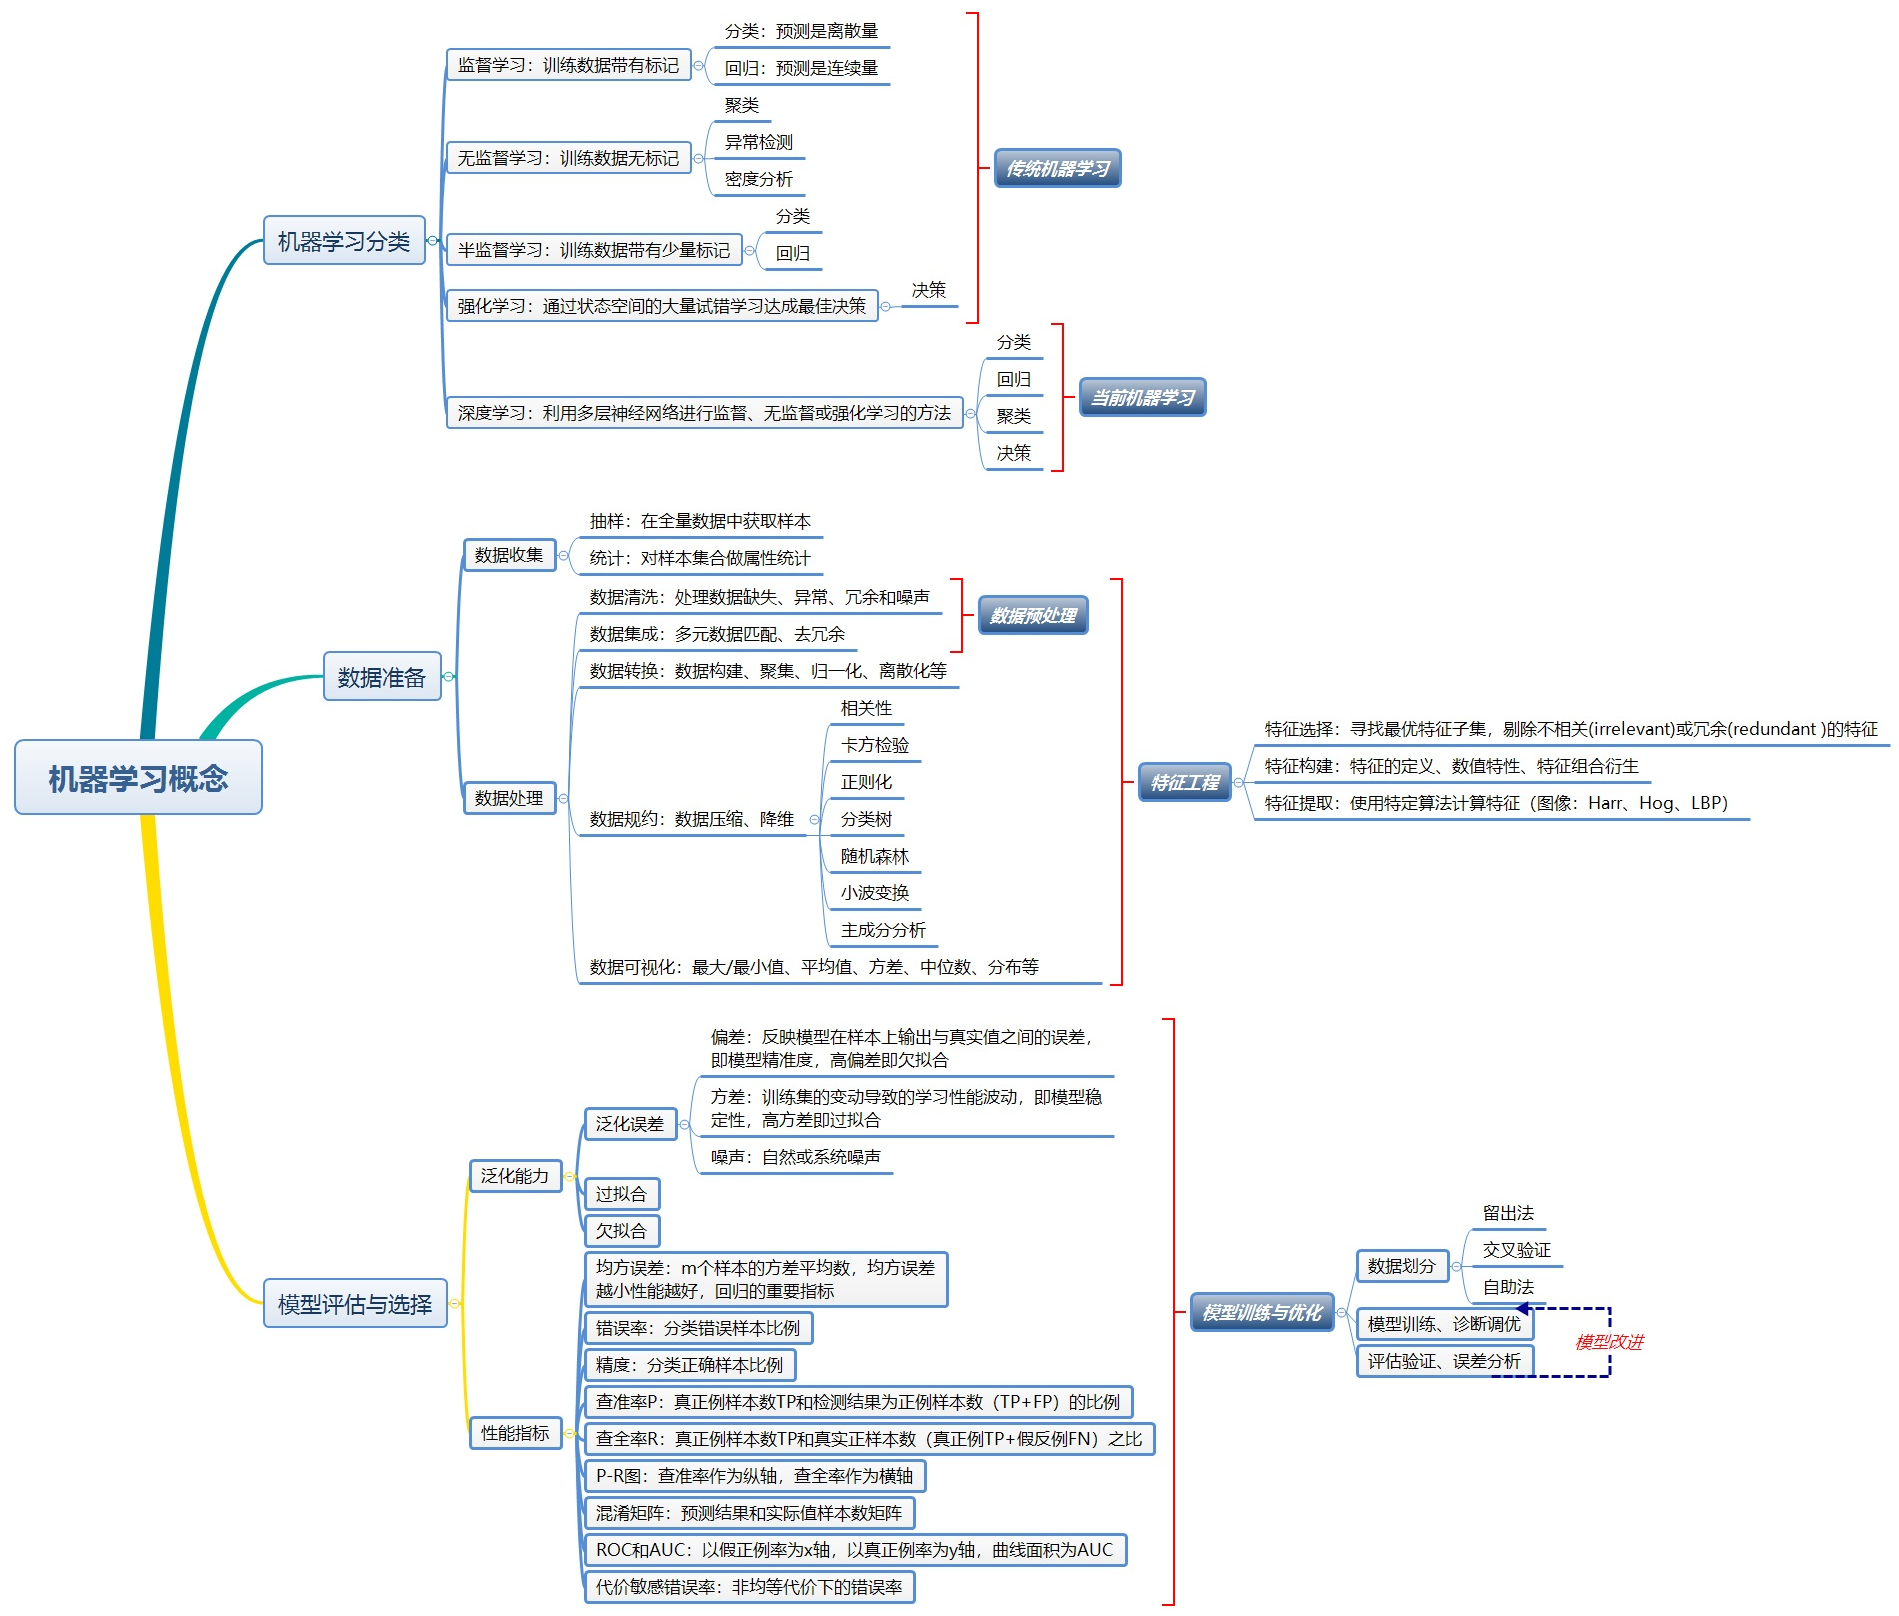 机器学习概念
机器学习分类
监督学习：训练数据带有标记
分类：预测是离散量
回归：预测是连续量
无监督学习：训练数据无标记
聚类
异常检测
密度分析
半监督学习：训练数据带有少量标记
分类
回归
强化学习：通过状态空间的大量试错学习达成最佳决策
决策
传统机器学习
深度学习：利用多层神经网络进行监督、无监督或强化学习的方法
分类
回归
聚类
决策
当前机器学习
数据准备
数据收集
抽样：在全量数据中获取样本
统计：对样本集合做属性统计
数据处理
数据清洗：处理数据缺失、异常、冗余和噪声
数据集成：多元数据匹配、去冗余
数据预处理
数据转换：数据构建、聚集、归一化、离散化等
数据规约：数据压缩、降维
相关性
卡方检验
正则化
分类树
随机森林
小波变换
主成分分析
数据可视化：最大/最小值、平均值、方差、中位数、分布等
特征工程
特征选择：寻找最优特征子集，剔除不相关(irrelevant)或冗余(redundant )的特征
特征构建：特征的定义、数值特性、特征组合衍生
特征提取：使用特定算法计算特征（图像：Harr、Hog、LBP）
模型评估与选择
泛化能力
泛化误差
偏差：反映模型在样本上输出与真实值之间的误差，
即模型精准度，高偏差即欠拟合
方差：训练集的变动导致的学习性能波动，即模型稳
定性，高方差即过拟合
噪声：自然或系统噪声
过拟合
欠拟合
性能指标
均方误差：m个样本的方差平均数，均方误差
越小性能越好，回归的重要指标
错误率：分类错误样本比例
精度：分类正确样本比例
查准率P：真正例样本数TP和检测结果为正例样本数（TP+FP）的比例
查全率R：真正例样本数TP和真实正样本数（真正例TP+假反例FN）之比
P-R图：查准率作为纵轴，查全率作为横轴
混淆矩阵：预测结果和实际值样本数矩阵
ROC和AUC：以假正例率为x轴，以真正例率为y轴，曲线面积为AUC
代价敏感错误率：非均等代价下的错误率
模型训练与优化
数据划分
留出法
交叉验证
自助法
模型训练、诊断调优
评估验证、误差分析
模型改进